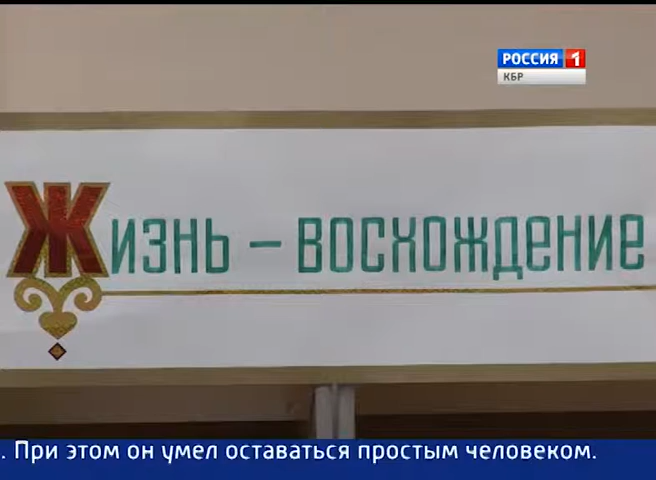 РОССИЯ 1
КБР
Жизнь – восхождение
. При этом он умел оставаться простым человеком.